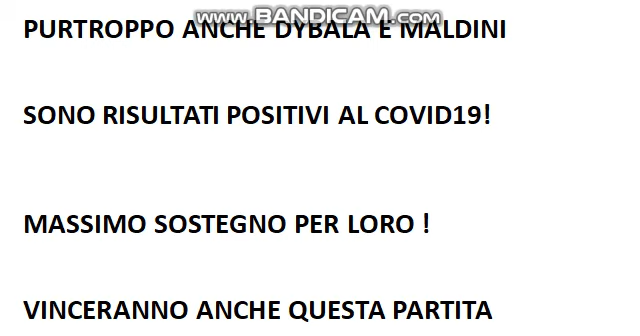 www.BANDICAM.com
PURTROPPO ANCHE DYBALA E MALDINI
SONO RISULTATI POSITIVI AL COVID19!
MASSIMO SOSTEGNO PER LORO !
VINCERANNO ANCHE QUESTA PARTITA